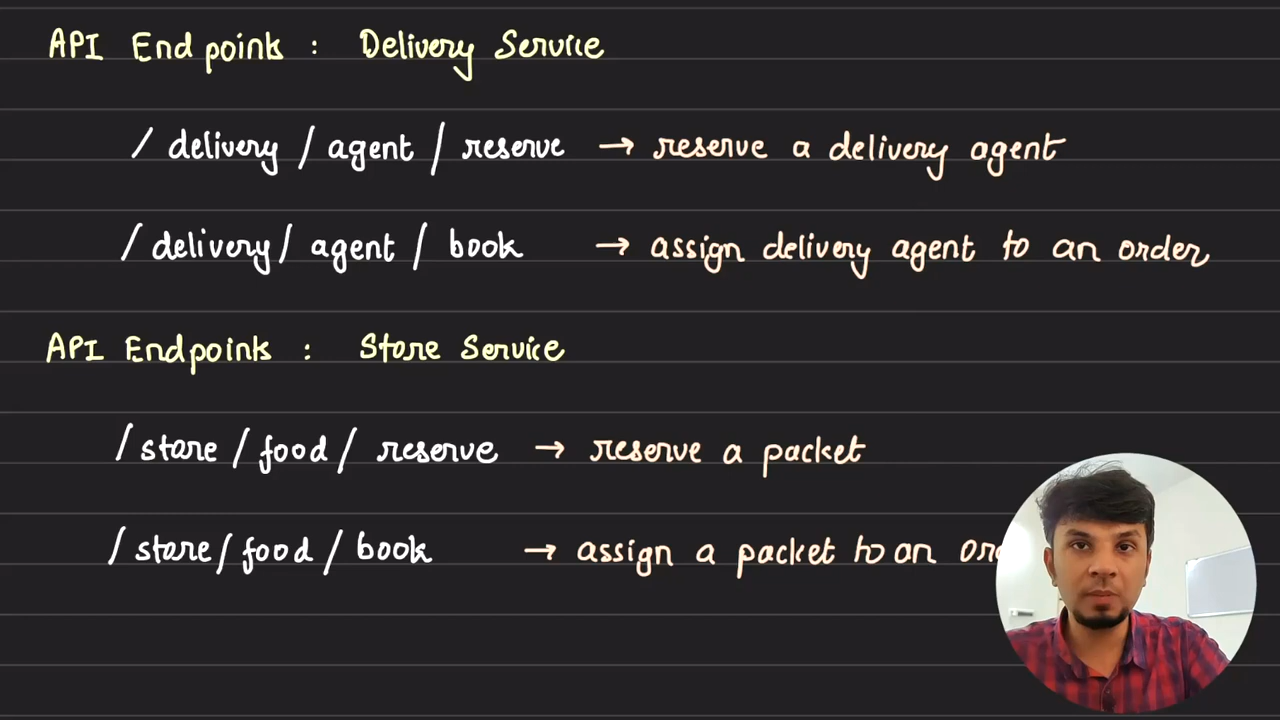 API Endpoints : Delivery Service
/ delivery / agent / reserve → reserve a delivery agent
/ delivery / agent / book → assign delivery agent to an order
API Endpoints : Store Service
/ store / food / reserve → reserve a packet
/ store / food / book → assign a packet to an